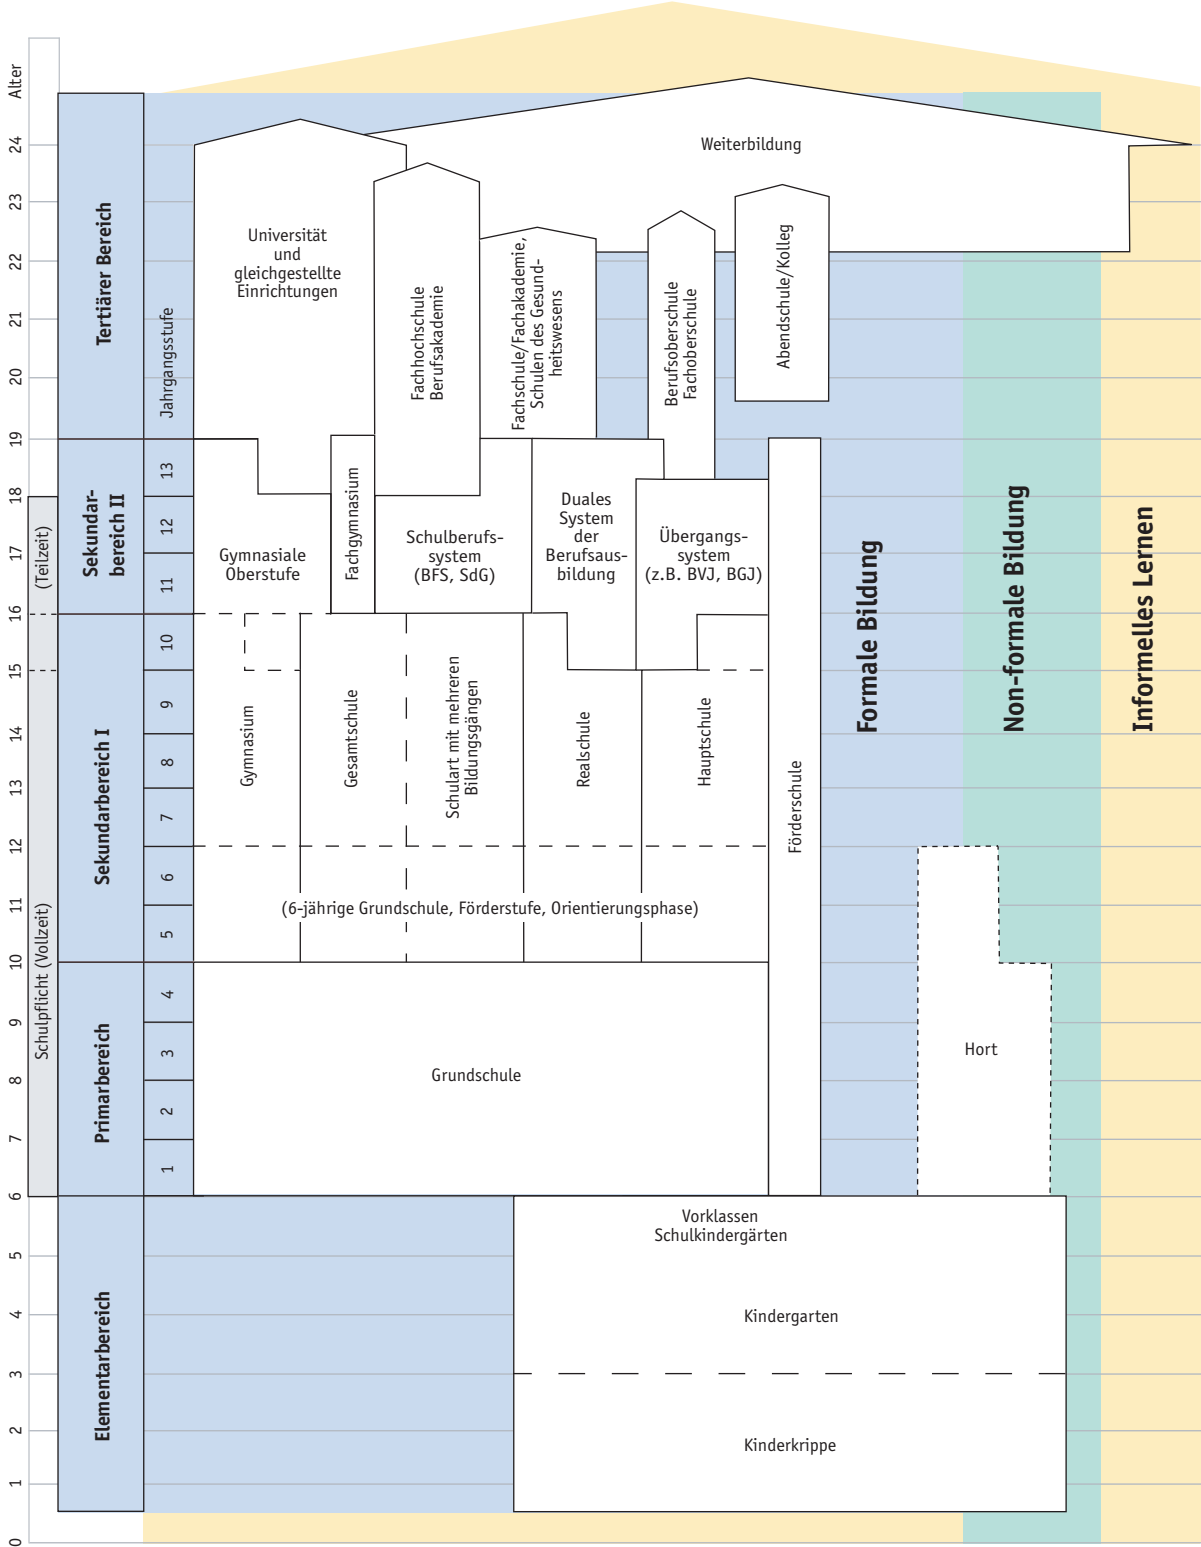 Alter
24
23
22
21
20
19
18
17
16
15
14
13
12
11
10
9
8
7
6
5
4
3
2
1
0
(Teilzeit)
Schulpflicht (Vollzeit)
Tertiärer Bereich
Sekundar-
bereich II
Sekundarbereich I
Primarbereich
Elementarbereich
Jahrgangsstufe
13
12
11
10
9
8
7
6
5
4
3
2
1
Weiterbildung
Universität
und
gleichgestellte
Einrichtungen
Fachhochschule
Berufsakademie
Fachschule/Fachakademie,
Schulen des Gesund-
heitswesens
Berufsoberschule
Fachoberschule
Abendschule/Kolleg
Gymnasiale
Oberstufe
Fachgymnasium
Schulberufs-
system
(BFS, SdG)
Duales
System
der
Berufsaus-
bildung
Übergangs-
system
(z.B. BVJ, BGJ)
Gymnasium
Gesamtschule
Schulart mit mehreren
Bildungsgängen
Realschule
Hauptschule
Förderschule
(6-jährige Grundschule, Förderstufe, Orientierungsphase)
Grundschule
Hort
Vorklassen
Schulkindergärten
Kindergarten
Kinderkrippe
Formale Bildung
Non-formale Bildung
Informelles Lernen